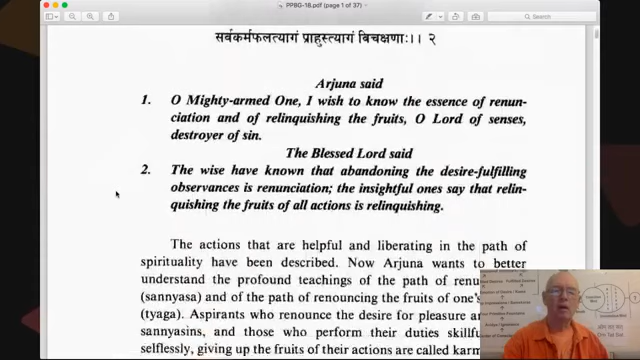 PPBG-18.pdf (page 1 of 37)
Search
सर्वकर्मफलत्यागं प्राहुस्त्यागं विचक्षणाः।। २
Arjuna said
1. O Mighty-armed One, I wish to know the essence of renun-
ciation and of relinquishing the fruits, O Lord of senses,
destroyer of sin.
The Blessed Lord said
2. The wise have known that abandoning the desire-fulfilling
observances is renunciation; the insightful ones say that relin-
quishing the fruits of all actions is relinquishing.
The actions that are helpful and liberating in the path of
spirituality have been described. Now Arjuna wants to better
understand the profound teachings of the path of renu
(sannyasa) and of the path of renouncing the fruits of one's
(tyaga). Aspirants who renounce the desire for pleasure a
sannyasins, and those who perform their duties skillfu
selflessly, giving up the fruits of their actions are called karm